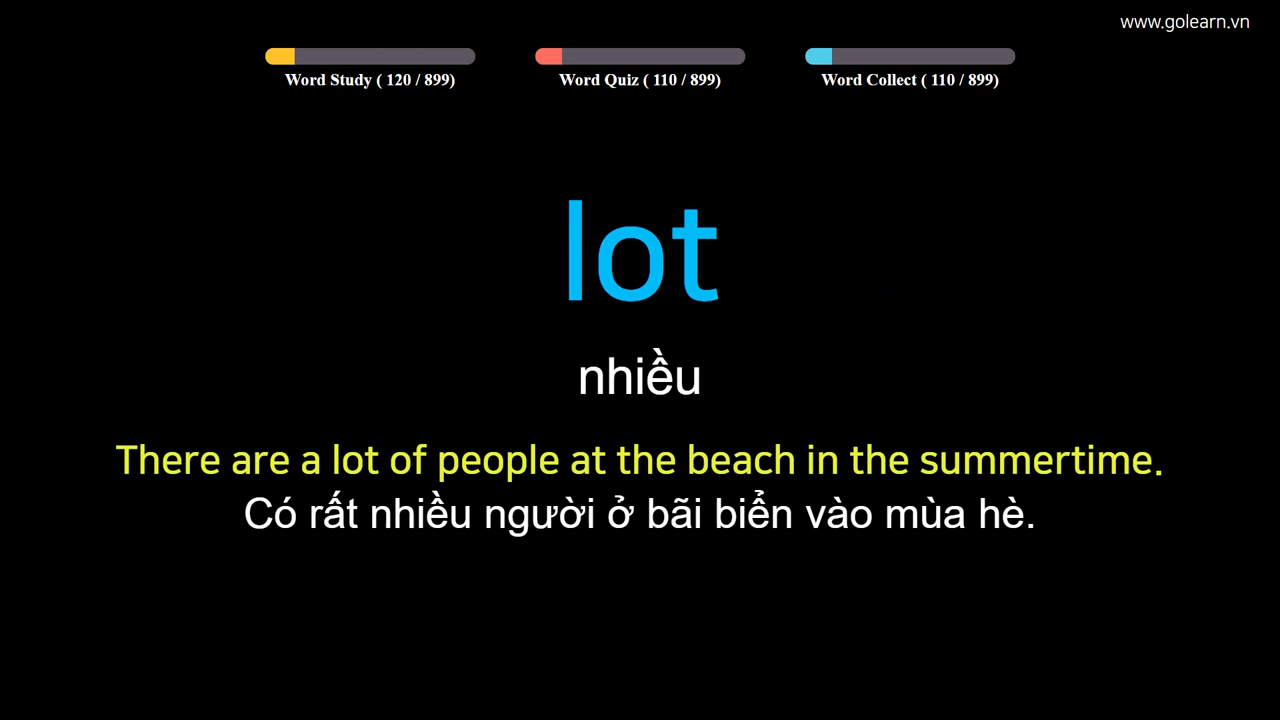 www.golearn.vn
Word Study ( 120 / 899)
Word Quiz ( 110 / 899)
Word Collect ( 110 / 899)
lot
nhiều
There are a lot of people at the beach in the summertime.
Có rất nhiều người ở bãi biển vào mùa hè.